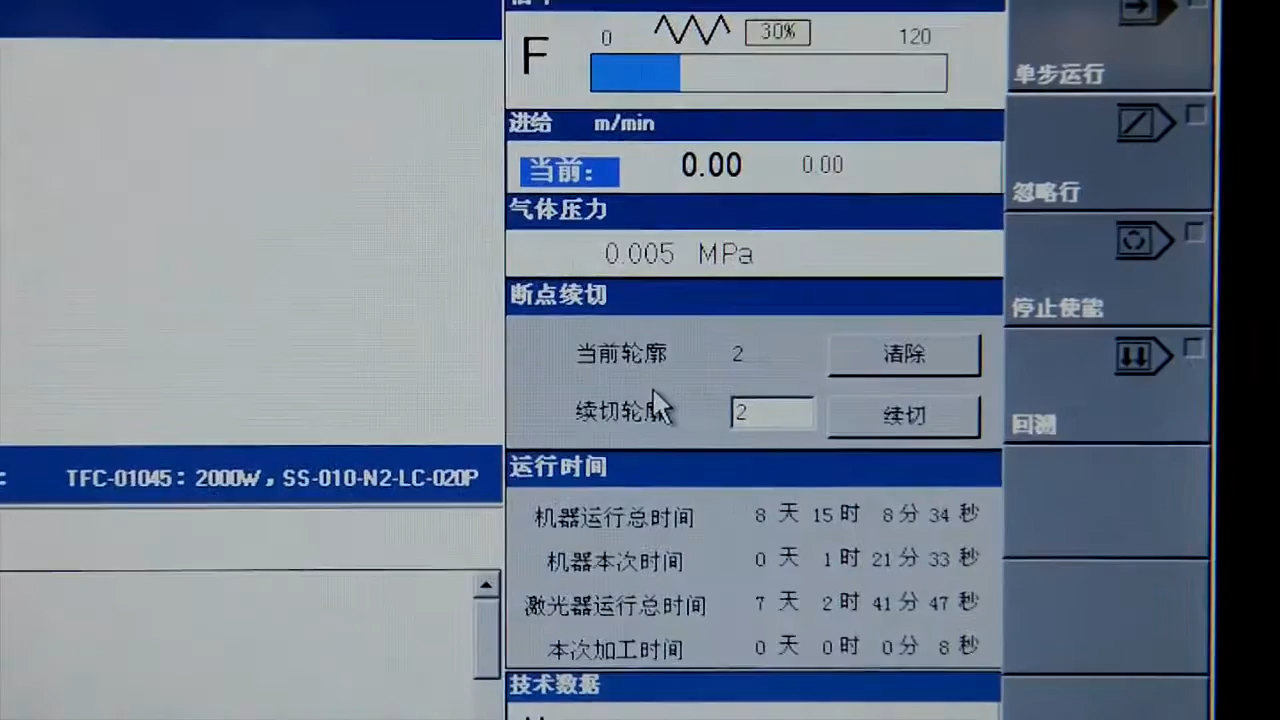 0 30% 120
F
单步运行
进给 m/min
当前: 0.00 0.00
忽略行
气体压力
0.005 MPa
断点续切
停止使能
当前轮廓 2 清除
续切轮廓 2 续切
回溯
运行时间
: TFC-01045: 2000W, SS-010-N2-LC-020P
机器运行总时间 8 天 15 时 8 分 34 秒
机器本次时间 0 天 1 时 21 分 33 秒
激光器运行总时间 7 天 2 时 41 分 47 秒
本次加工时间 0 天 0 时 0 分 8 秒
技术数据